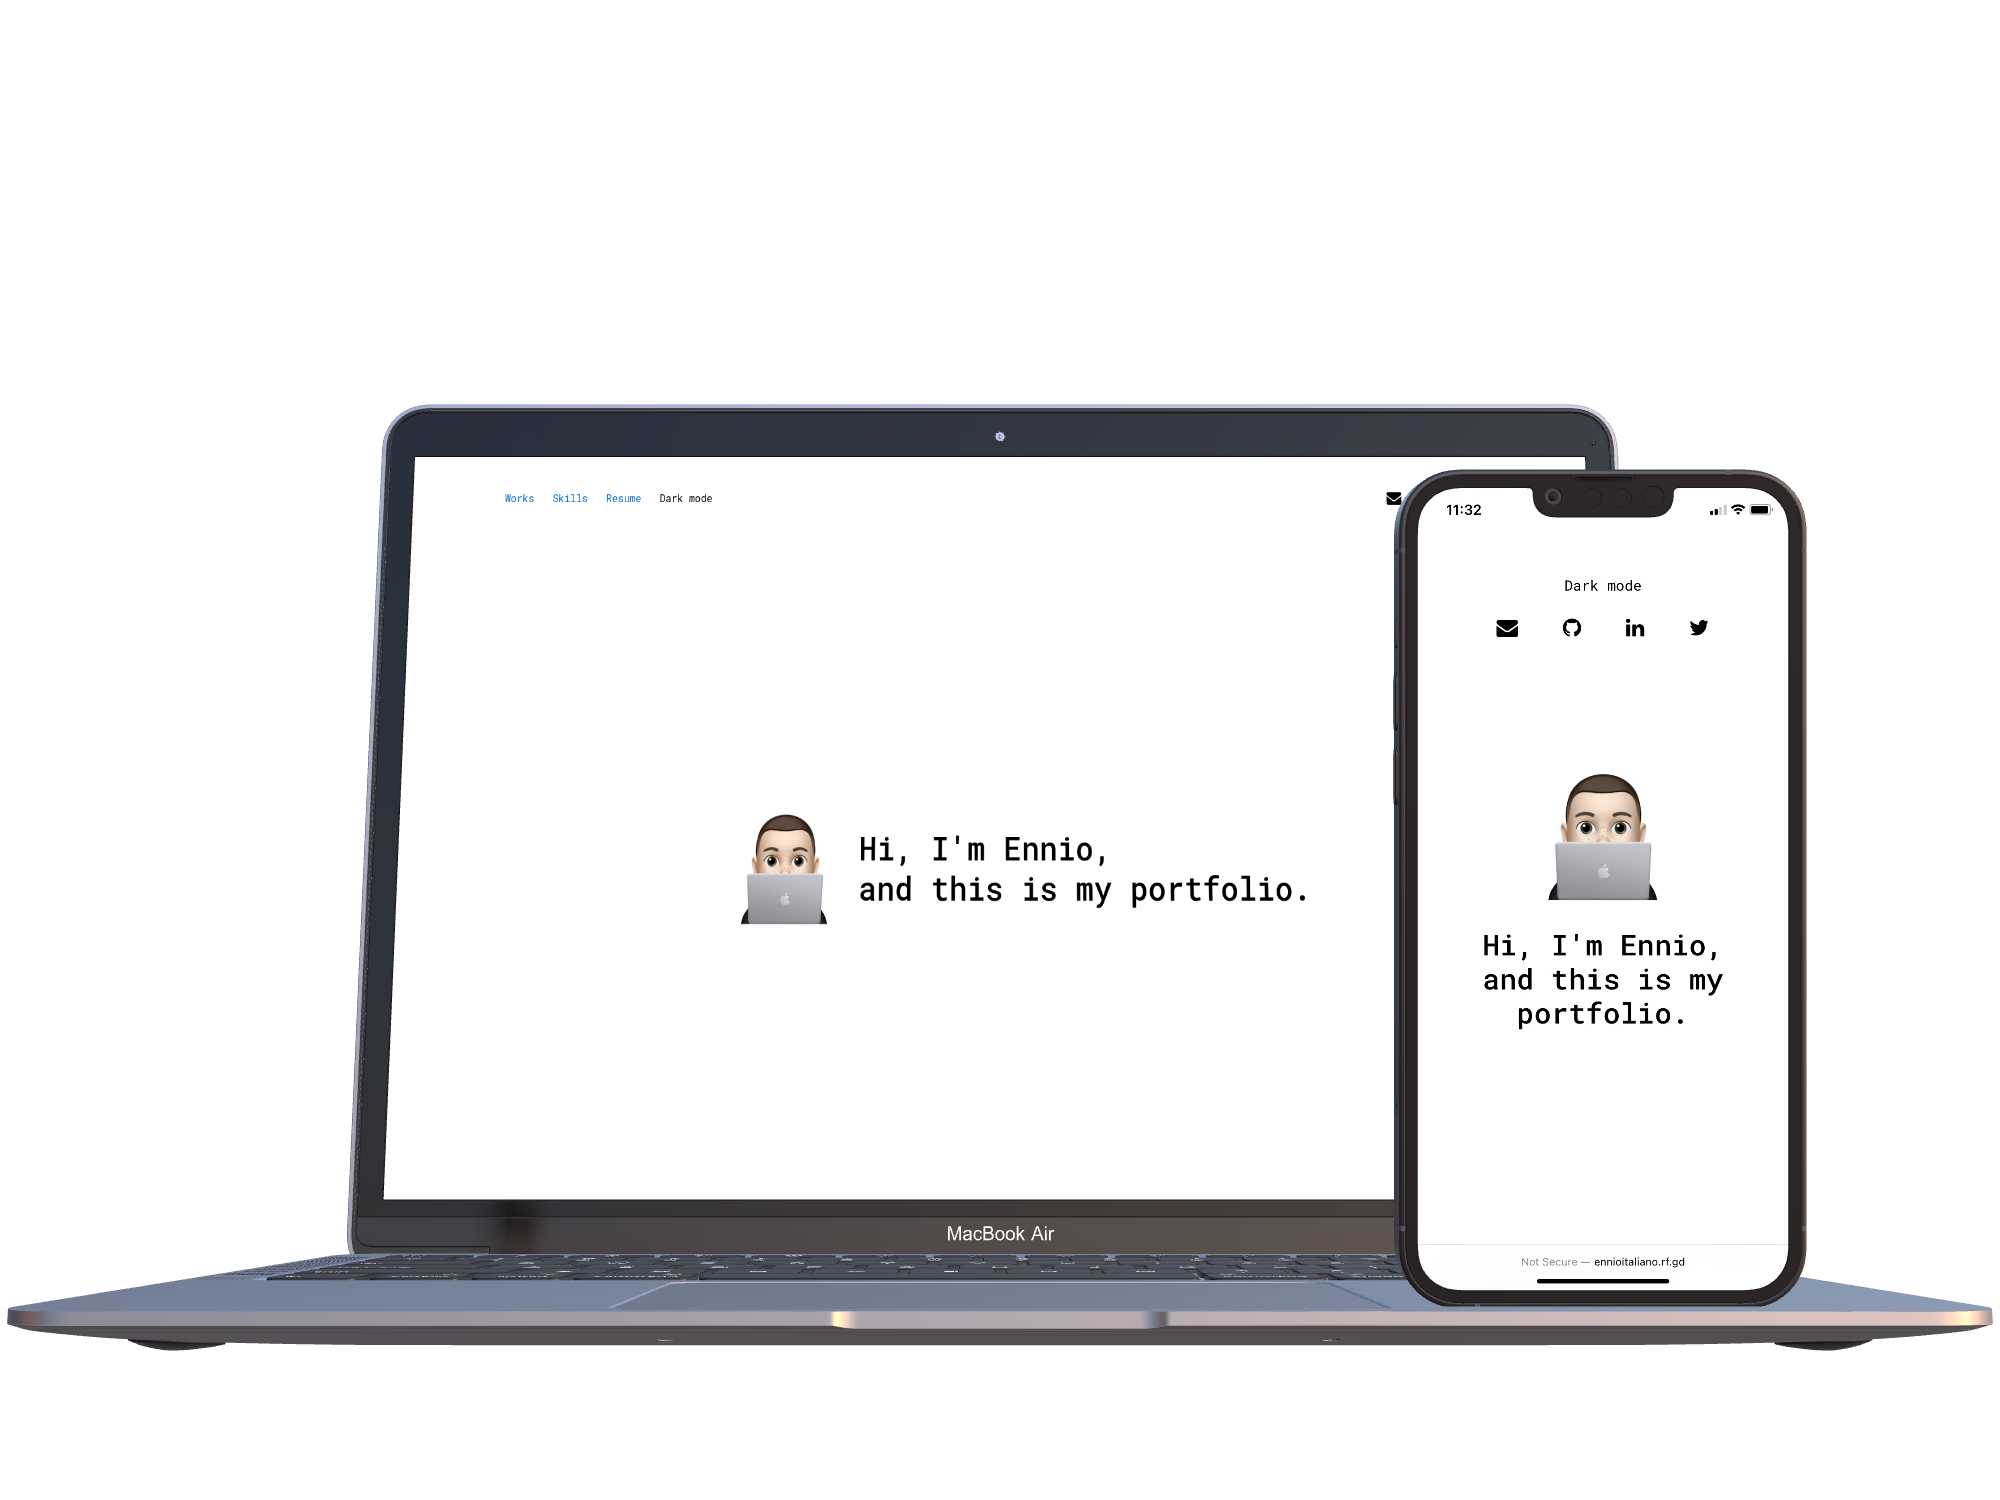 Works Skills Resume Dark mode
Hi, I'm Ennio,
and this is my portfolio.
MacBook Air
11:32
Dark mode
in
Hi, I'm Ennio,
and this is my
portfolio.
Not Secure — ennioitaliano.rf.gd